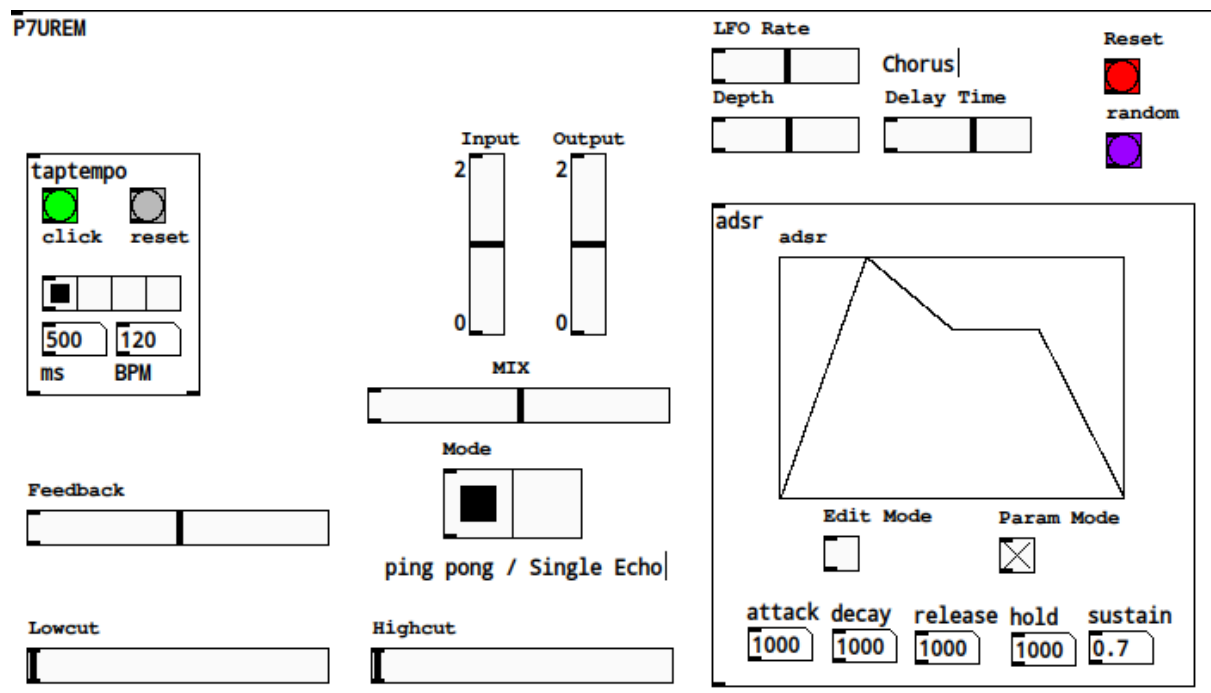 P7UREM
LFO Rate
Chorus
Reset
Depth
Delay Time
random
Input
Output
2
2
0
0
taptempo
click
reset
500
120
ms
BPM
MIX
Mode
ping pong / Single Echo
Feedback
Lowcut
Highcut
adsr
adsr
Edit Mode
Param Mode
attack
decay
release
hold
sustain
1000
1000
1000
1000
0.7